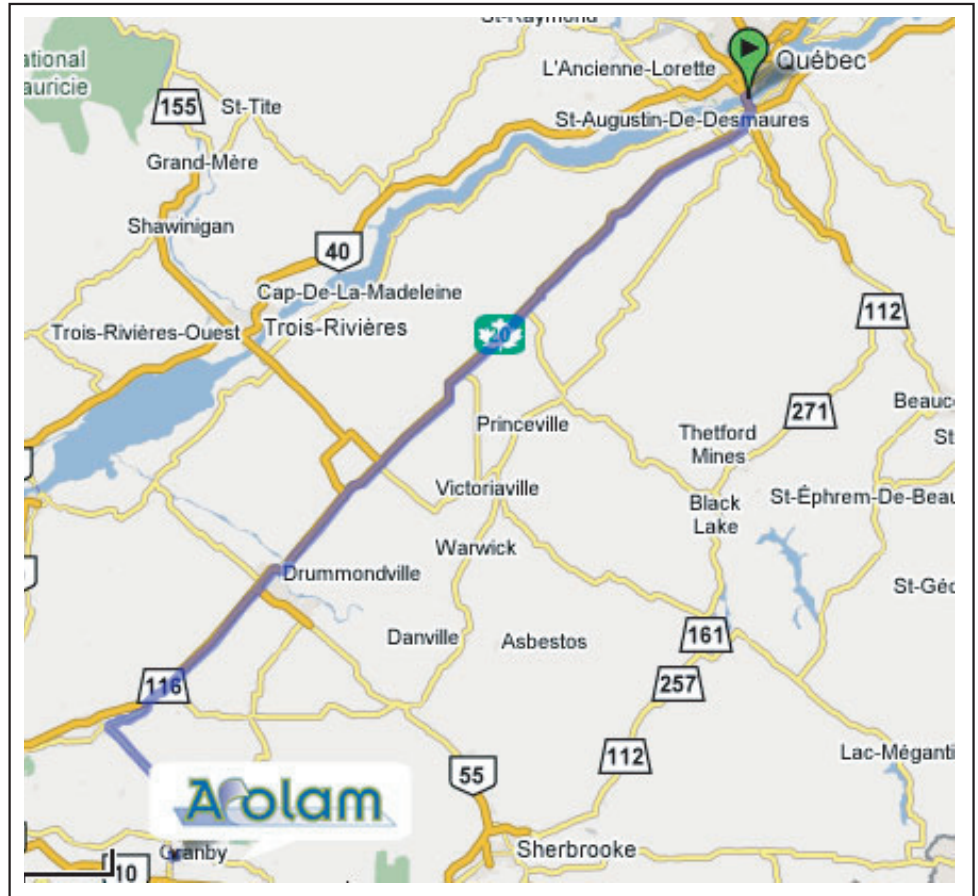 St-Raymond
Québec
L'Ancienne-Lorette
ational
auricie
155
St-Tite
St-Augustin-De-Desmaures
Grand-Mère
Shawinigan
40
Cap-De-La-Madeleine
Trois-Rivières-Ouest
Trois-Rivières
20
112
271
Beauc
Princeville
Thetford
Mines
St
Victoriaville
Black
Lake
St-Éphrem-De-Beau
Warwick
Drummondville
St-Géd
Danville
Asbestos
161
116
257
112
Lac-Méganti
55
Acolam
Granby
Sherbrooke
10